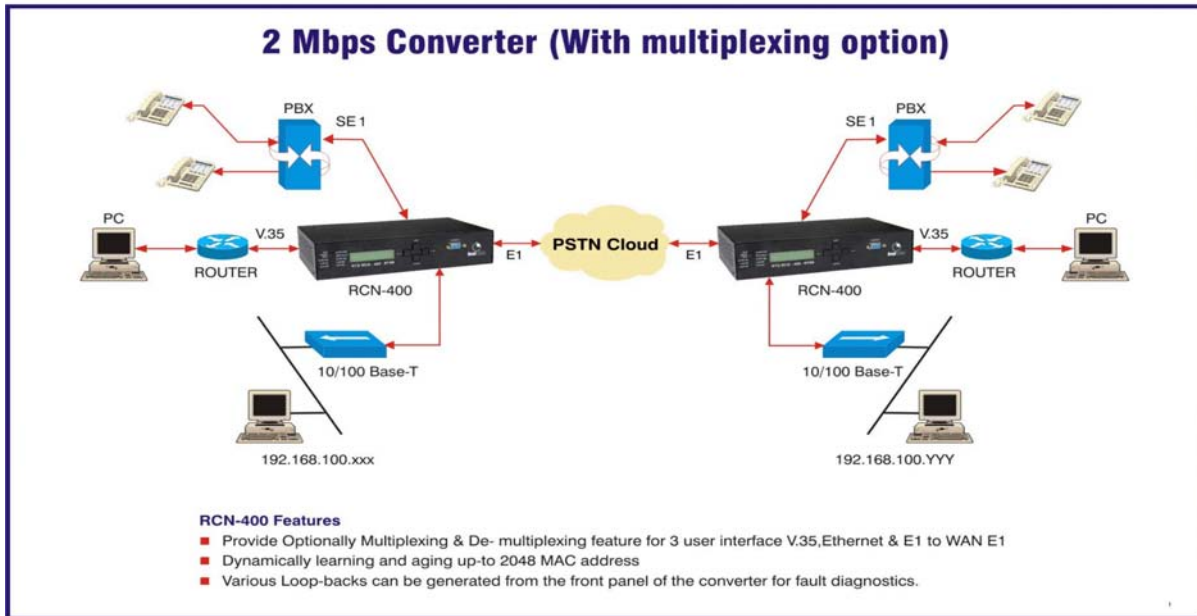 2 Mbps Converter (With multiplexing option)
PBX
SE 1
PC
V.35
ROUTER
RCN-400
E1
PSTN Cloud
E1
SE 1
PBX
V.35
PC
ROUTER
RCN-400
10/100 Base-T
192.168.100.xxx
10/100 Base-T
192.168.100.YYY
RCN-400 Features
Provide Optionally Multiplexing & De- multiplexing feature for 3 user interface V.35,Ethernet & E1 to WAN E1
Dynamically learning and aging up-to 2048 MAC address
Various Loop-backs can be generated from the front panel of the converter for fault diagnostics.